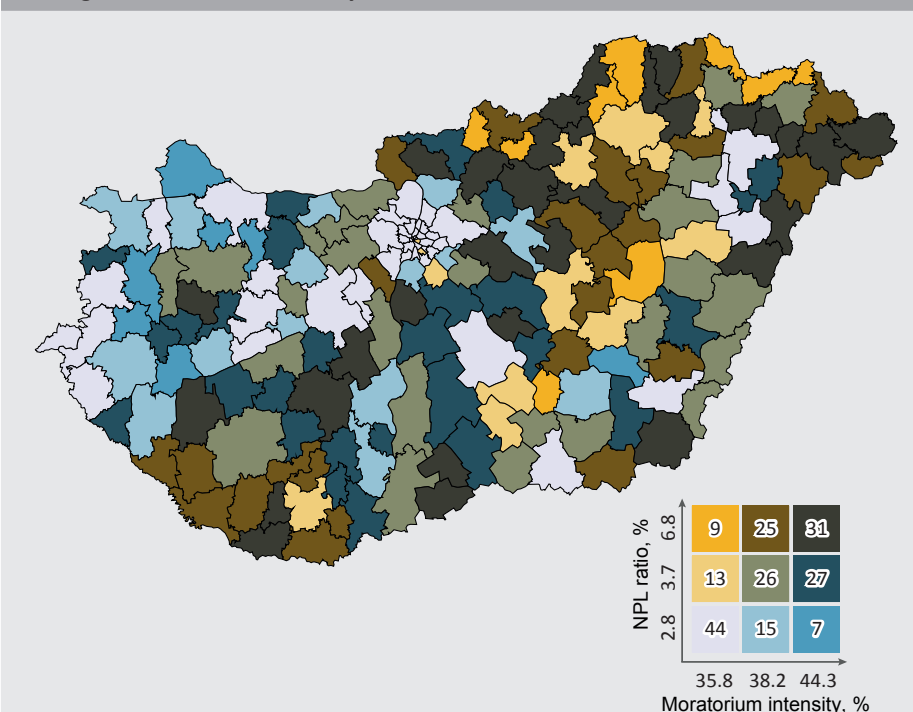 NPL ratio, %
6.8
9 25 31
3.7
13 26 27
2.8
44 15 7
35.8 38.2 44.3
Moratorium intensity, %